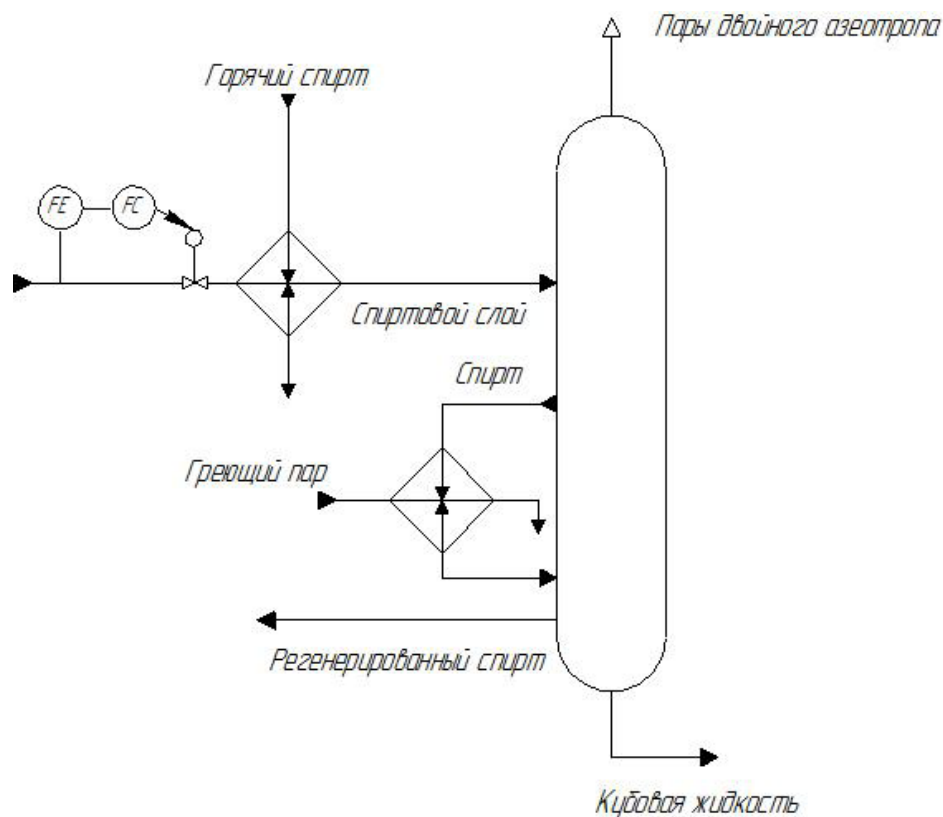 Пары двойного азеотропа
Горячий спирт
FE
FC
Спиртовой слой
Спирт
Греющий пар
Регенерированный спирт
Кубовая жидкость